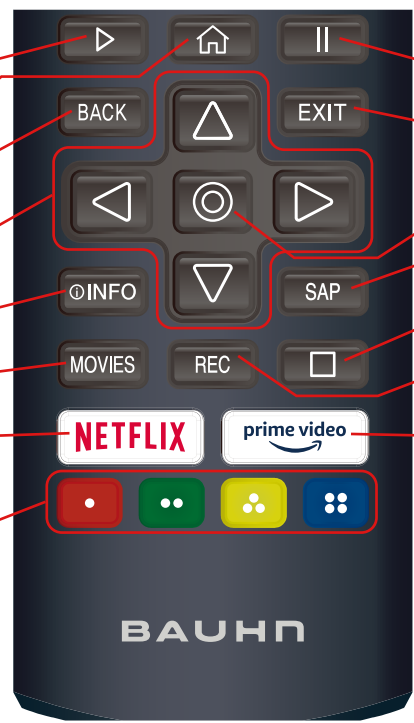 BACK
EXIT
INFO
SAP
MOVIES
REC
NETFLIX
prime video
BAUHN